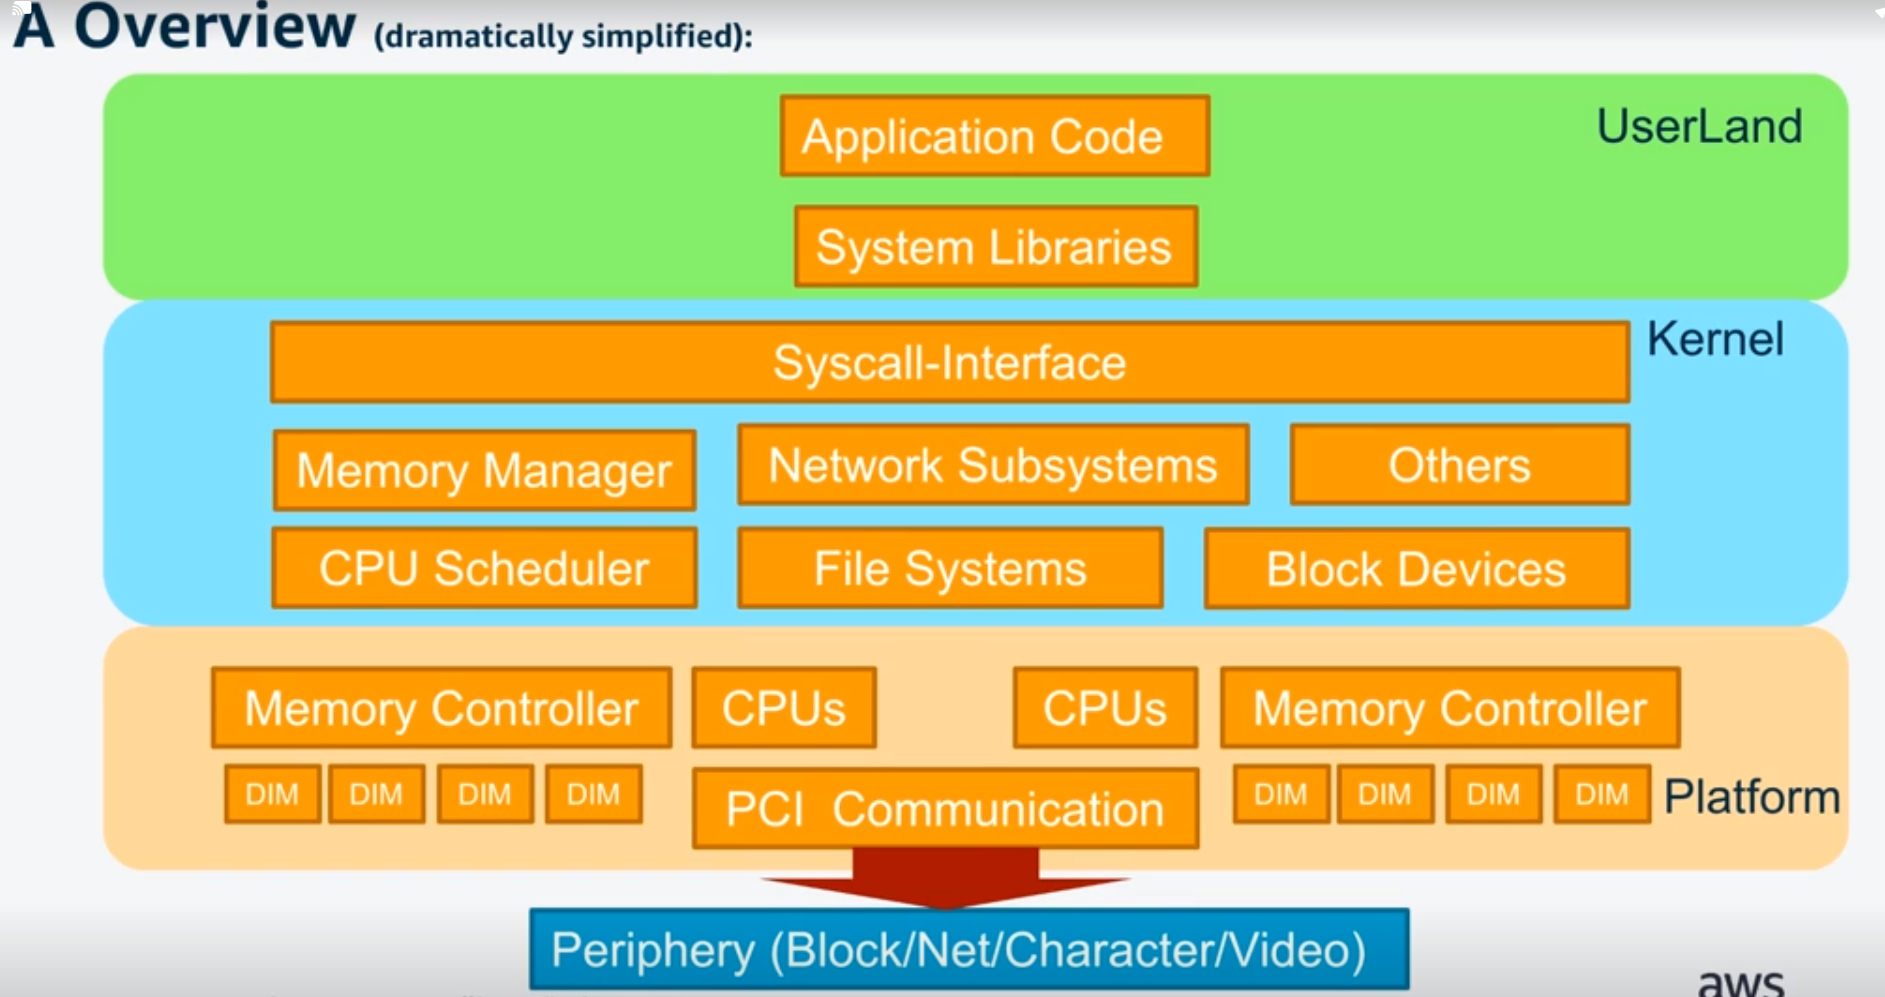 A Overview (dramatically simplified):
Application Code
UserLand
System Libraries
Syscall-Interface
Kernel
Memory Manager
Network Subsystems
Others
CPU Scheduler
File Systems
Block Devices
Memory Controller
CPUs
CPUs
Memory Controller
DIM DIM DIM DIM
PCI Communication
DIM DIM DIM DIM
Platform
Periphery (Block/Net/Character/Video)
aws